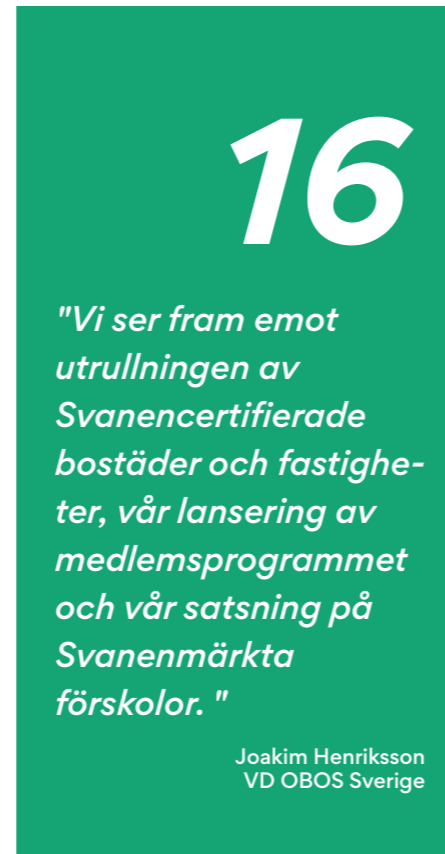 16
"Vi ser fram emot
utrullningen av
Svanencertifierade
bostäder och fastighe-
ter, vår lansering av
medlemsprogrammet
och vår satsning på
Svanenmärkta
förskolor. "
Joakim Henriksson
VD OBOS Sverige